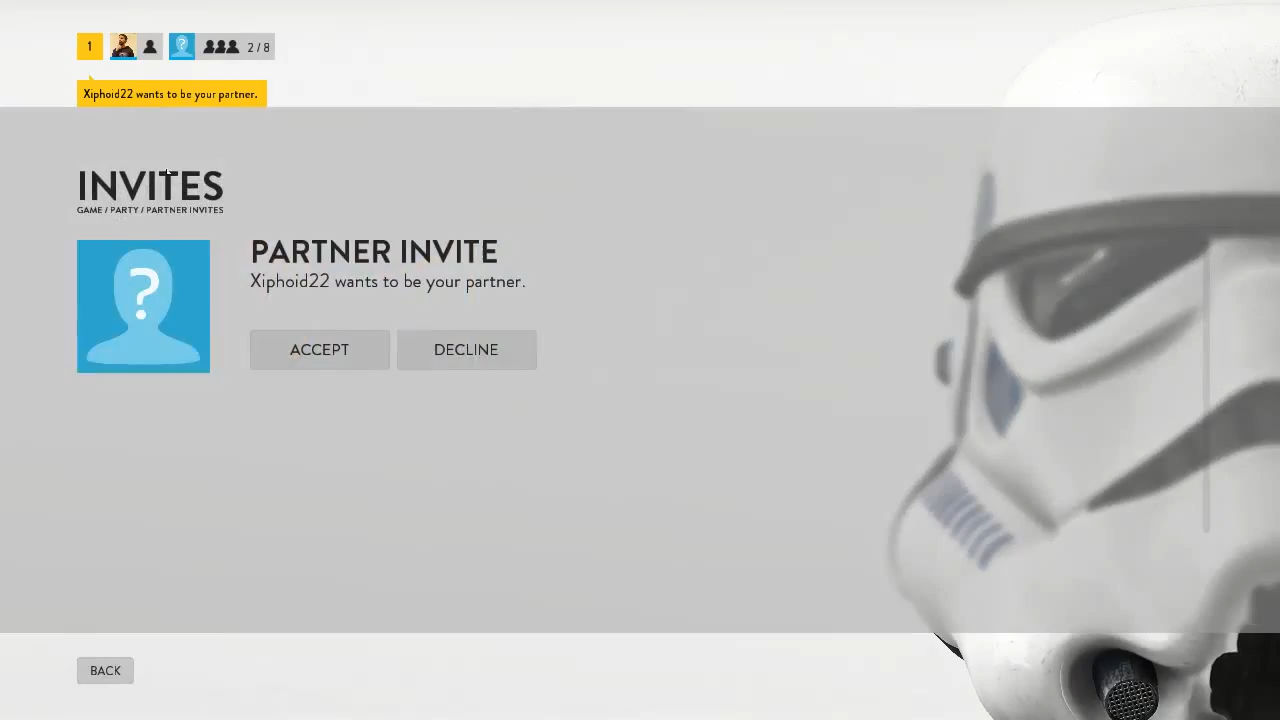 1
2 / 8
Xiphoid22 wants to be your partner.
INVITES
GAME / PARTY / PARTNER INVITES
?
PARTNER INVITE
Xiphoid22 wants to be your partner.
ACCEPT
DECLINE
BACK